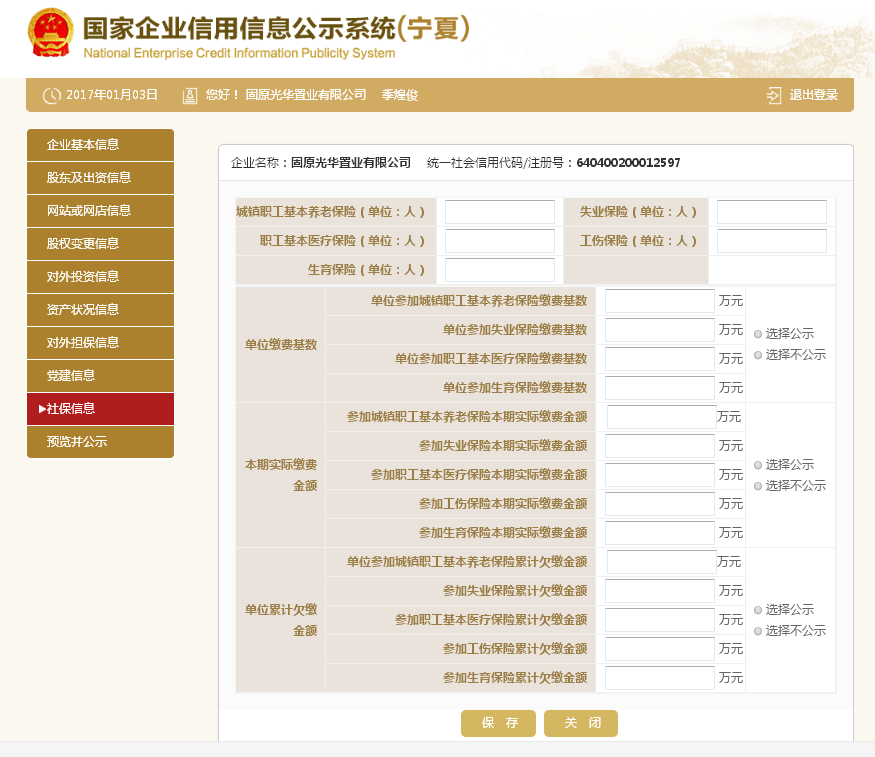 国家企业信用信息公示系统(宁夏)
National Enterprise Credit Information Publicity System
2017年01月03日 您好！ 固原光华置业有限公司 季煌俊 退出登录
企业基本信息
股东及出资信息
网站或网店信息
股权变更信息
对外投资信息
资产状况信息
对外担保信息
党建信息
▶社保信息
预览并公示
企业名称：固原光华置业有限公司 统一社会信用代码/注册号：640400200012597
城镇职工基本养老保险（单位：人） 失业保险（单位：人）
职工基本医疗保险（单位：人） 工伤保险（单位：人）
生育保险（单位：人）
单位缴费基数
单位参加城镇职工基本养老保险缴费基数 万元
单位参加失业保险缴费基数 万元
单位参加职工基本医疗保险缴费基数 万元
单位参加生育保险缴费基数 万元
选择公示
选择不公示
本期实际缴费
金额
参加城镇职工基本养老保险本期实际缴费金额 万元
参加失业保险本期实际缴费金额 万元
参加职工基本医疗保险本期实际缴费金额 万元
参加工伤保险本期实际缴费金额 万元
参加生育保险本期实际缴费金额 万元
选择公示
选择不公示
单位累计欠缴
金额
单位参加城镇职工基本养老保险累计欠缴金额 万元
参加失业保险累计欠缴金额 万元
参加职工基本医疗保险累计欠缴金额 万元
参加工伤保险累计欠缴金额 万元
参加生育保险累计欠缴金额 万元
选择公示
选择不公示
保 存 关 闭